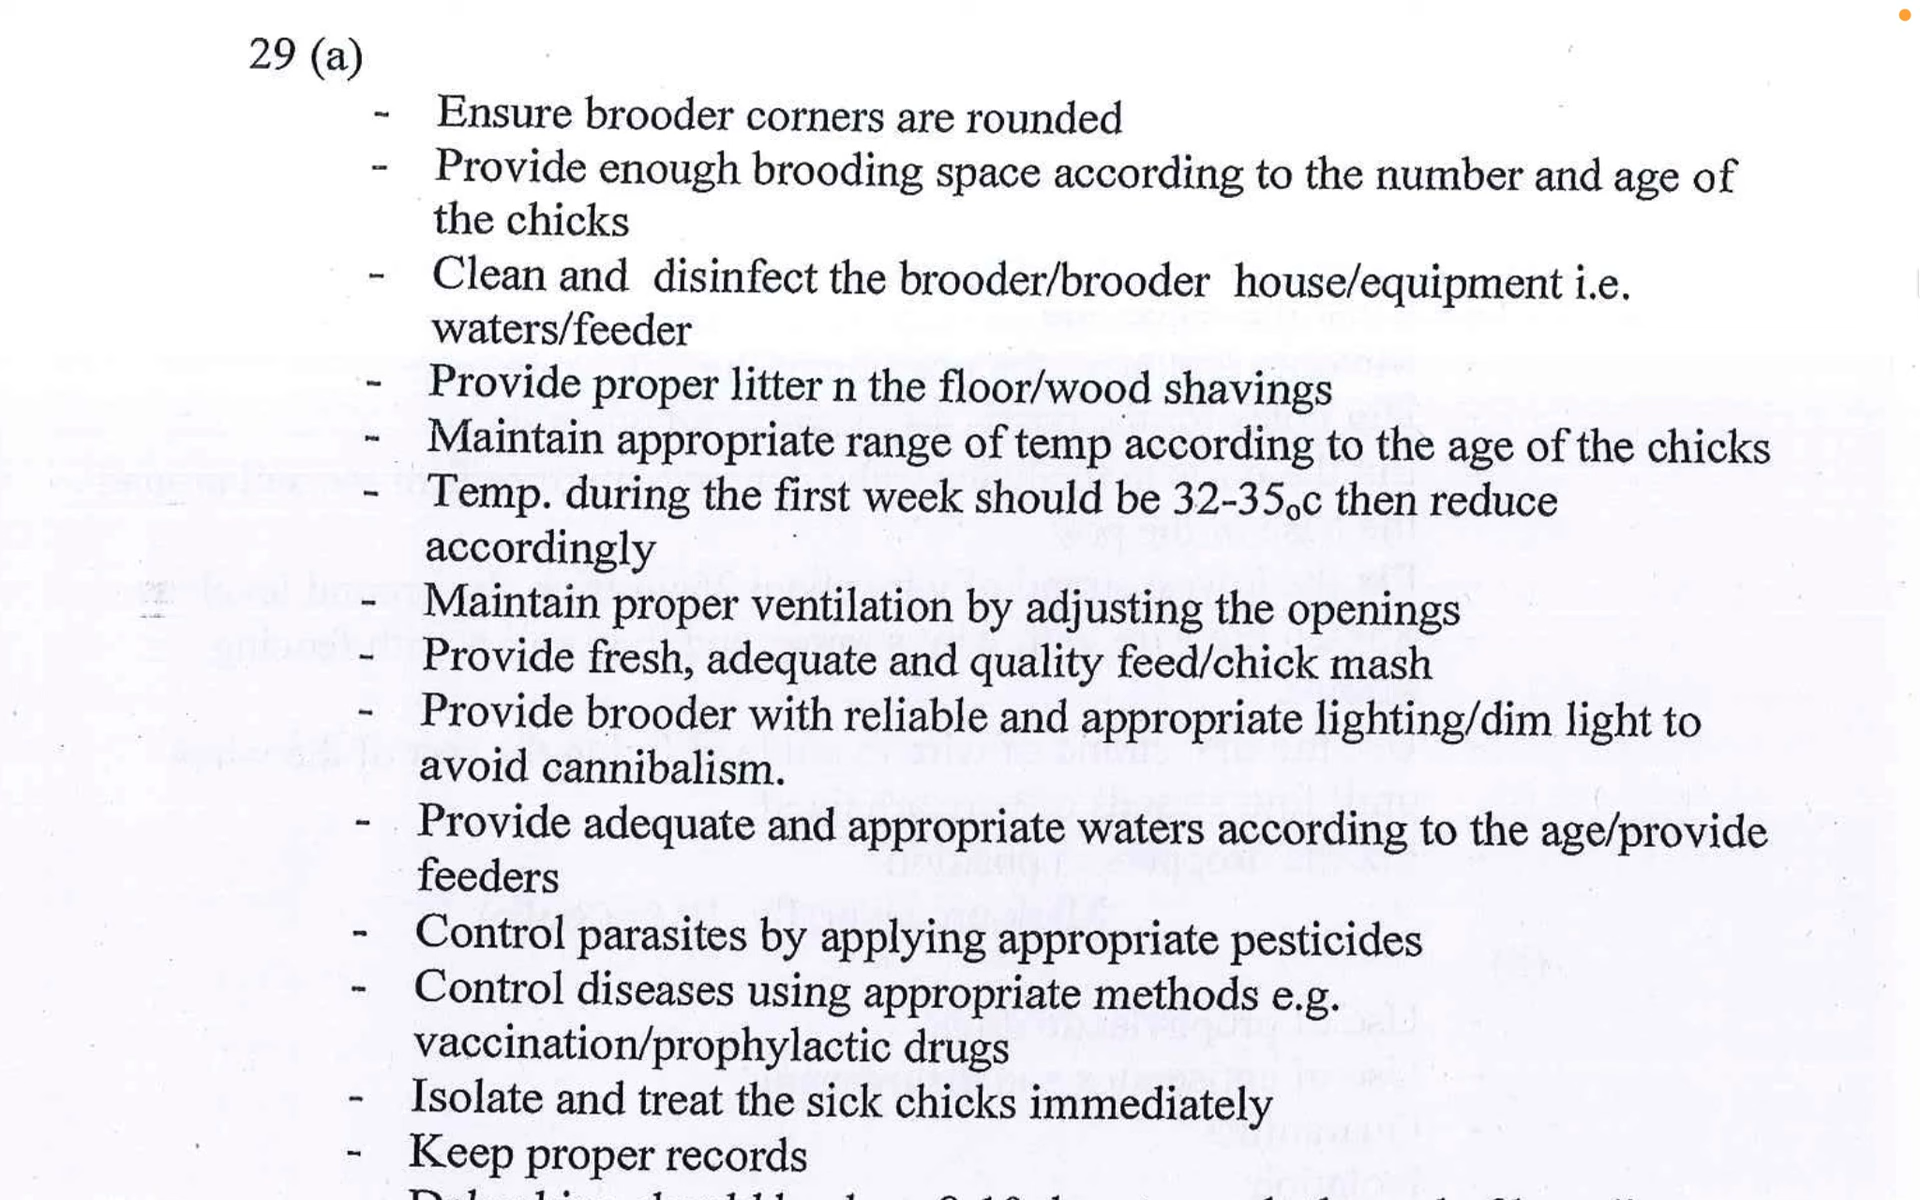 29 (a)
- Ensure brooder corners are rounded
- Provide enough brooding space according to the number and age of
the chicks
- Clean and disinfect the brooder/brooder house/equipment i.e.
waters/feeder
- Provide proper litter n the floor/wood shavings
- Maintain appropriate range of temp according to the age of the chicks
- Temp. during the first week should be 32-35ₒc then reduce
accordingly
- Maintain proper ventilation by adjusting the openings
- Provide fresh, adequate and quality feed/chick mash
- Provide brooder with reliable and appropriate lighting/dim light to
avoid cannibalism.
- Provide adequate and appropriate waters according to the age/provide
feeders
- Control parasites by applying appropriate pesticides
- Control diseases using appropriate methods e.g.
vaccination/prophylactic drugs
- Isolate and treat the sick chicks immediately
- Keep proper records